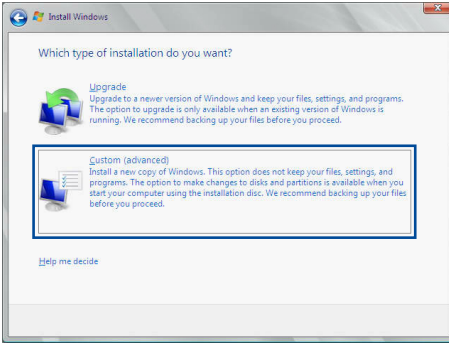 Install Windows
Which type of installation do you want?
Upgrade
Upgrade to a newer version of Windows and keep your files, settings, and programs.
The option to upgrade is only available when an existing version of Windows is
running. We recommend backing up your files before you proceed.
Custom (advanced)
Install a new copy of Windows. This option does not keep your files, settings, and
programs. The option to make changes to disks and partitions is available when you
start your computer using the installation disc. We recommend backing up your files
before you proceed.
Help me decide